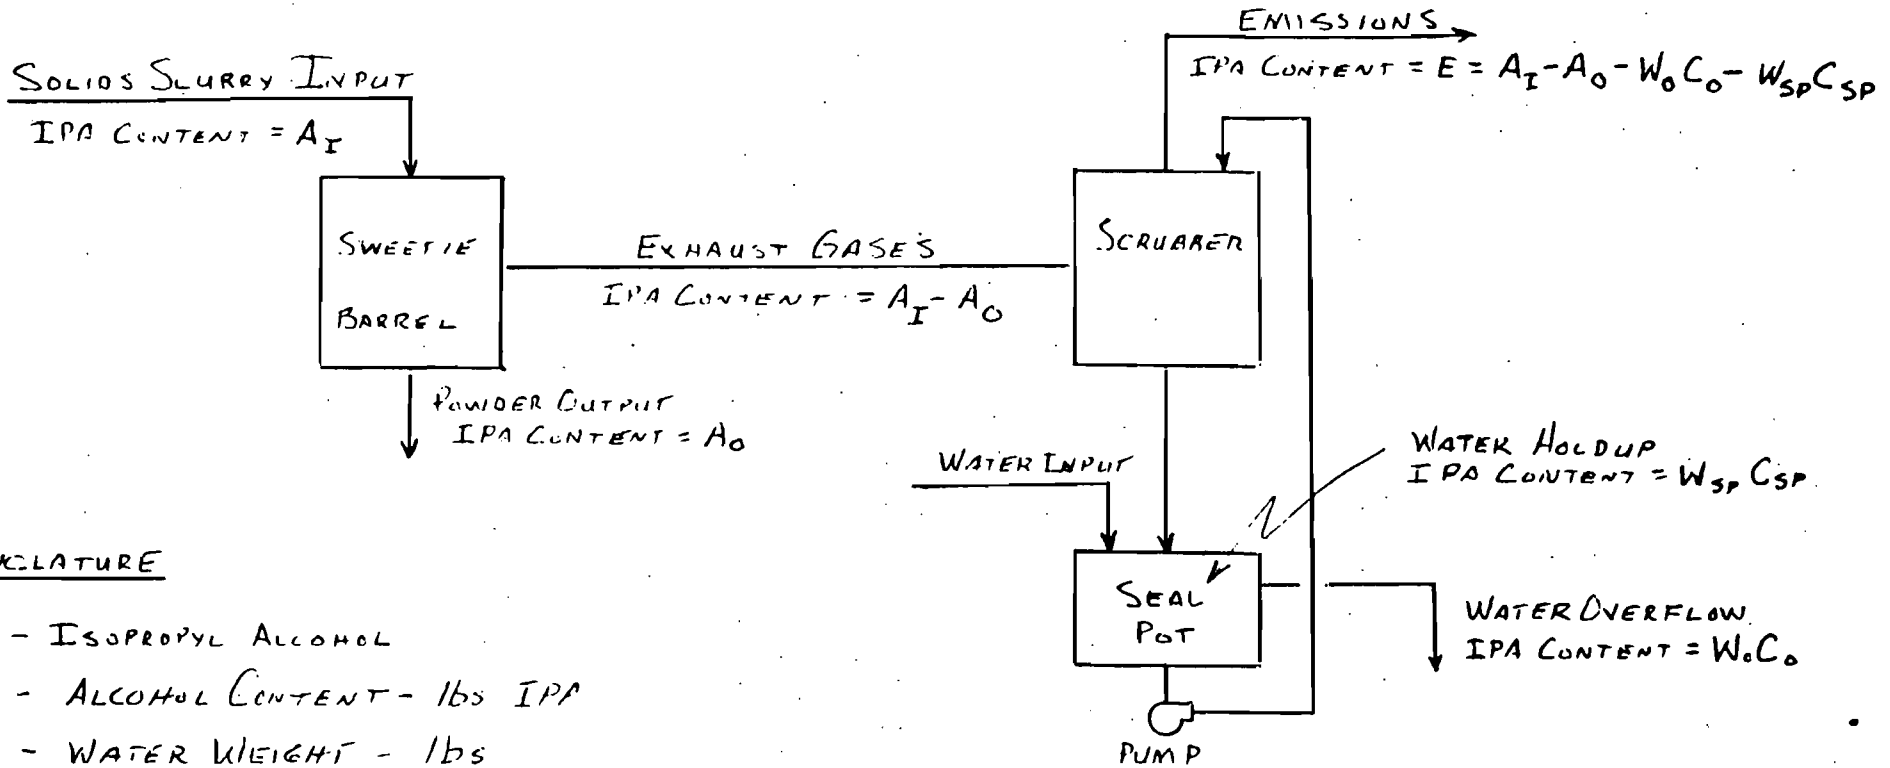 EMISSIONS
IPA CONTENT = E = A_I - A_O - W_O C_O - W_SP C_SP
SOLIDS SLURRY INPUT
IPA CONTENT = A_I
SWEETIE
BARREL
EXHAUST GASES
IPA CONTENT = A_I - A_O
SCRUBBER
POWDER OUTPUT
IPA CONTENT = A_O
WATER INPUT
WATER HOLDUP
IPA CONTENT = W_SP C_SP
SEAL
POT
WATER OVERFLOW
IPA CONTENT = W_O C_O
PUMP
CLATURE
- ISOPROPYL ALCOHOL
- ALCOHOL CONTENT - lbs IPA
- WATER WEIGHT - lbs